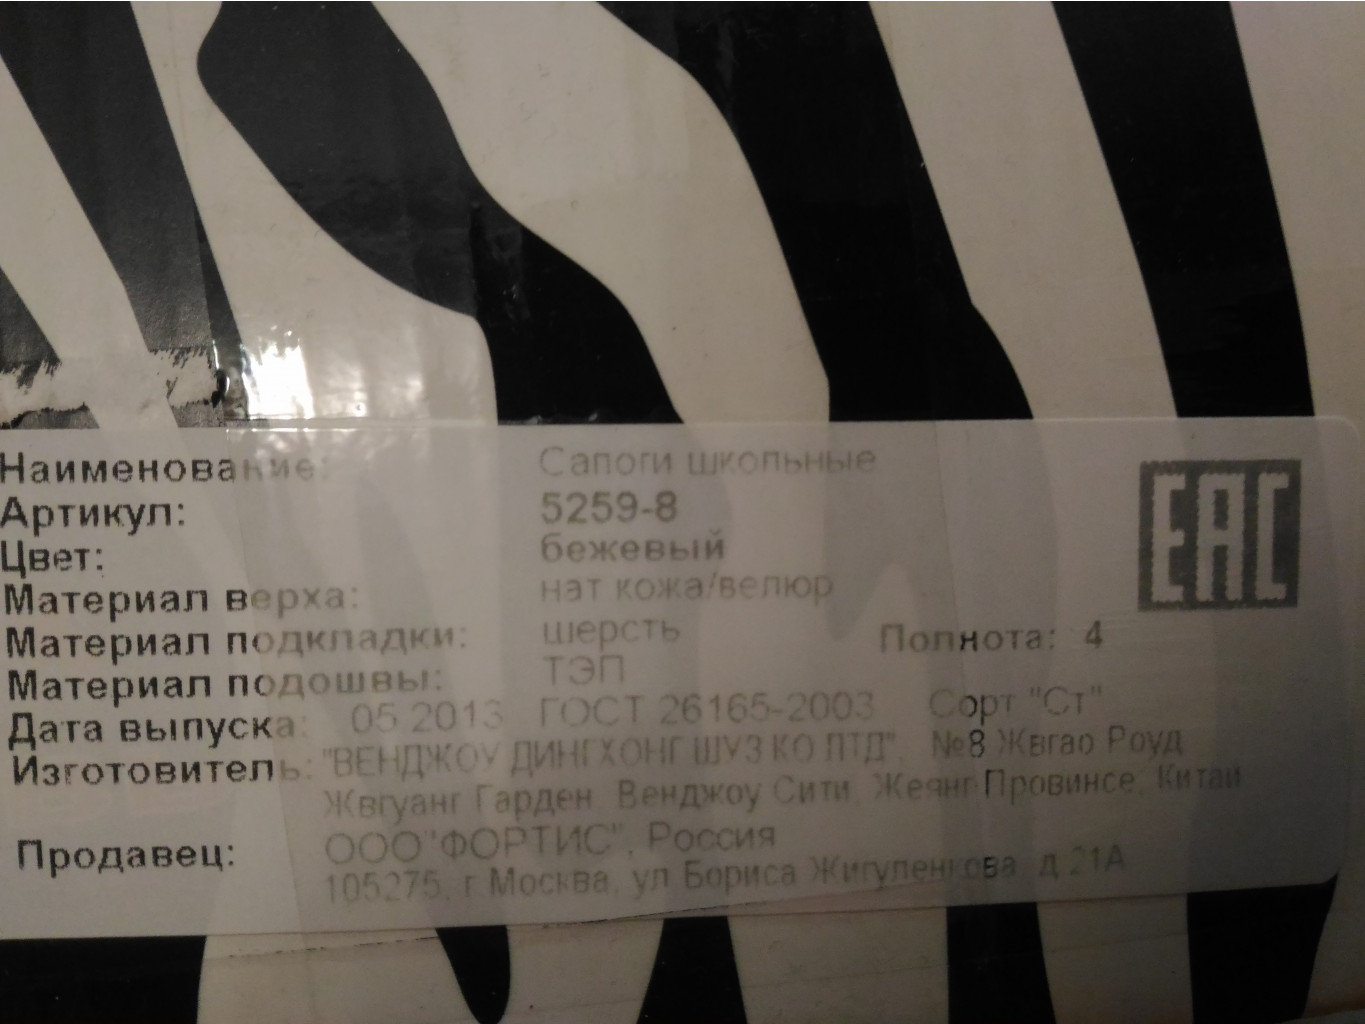 Наименование: Сапоги школьные
Артикул: 5259-8
Цвет: бежевый
Материал верха: нат кожа/велюр
Материал подкладки: шерсть Полнота: 4
Материал подошвы: ТЭП
Дата выпуска: 05.2013 ГОСТ 26165-2003 Сорт "Ст"
Изготовитель: "ВЕНДЖОУ ДИНГХОНГ ШУЗ КО ЛТД", №8 Жвгао Роуд
Жвгуанг Гарден, Венджоу Сити, Жеянг Провинсе, Китай
Продавец: ООО"ФОРТИС", Россия
105275, г.Москва, ул Бориса Жигуленкова д 21А
EAC